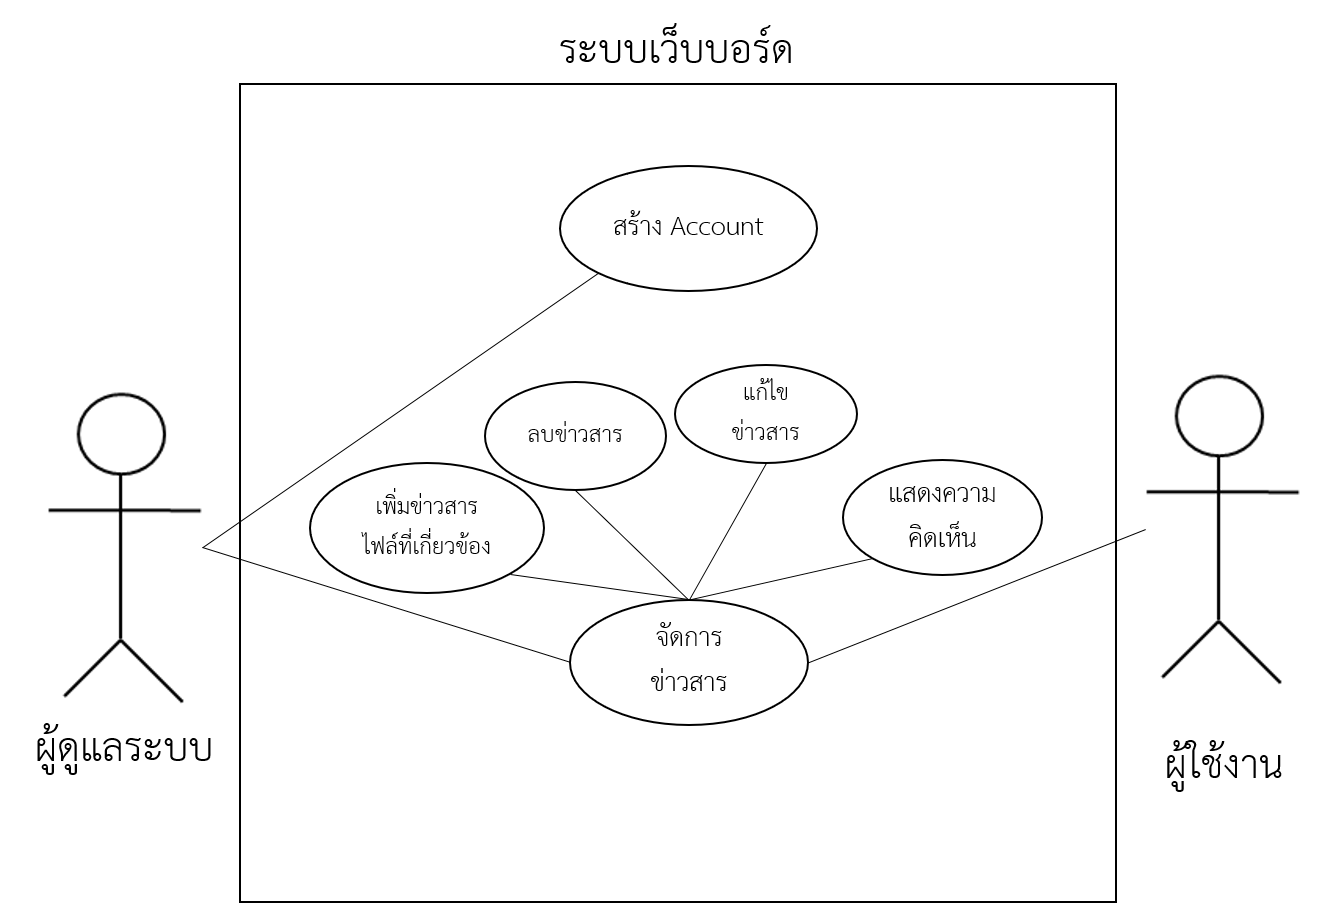 ระบบเว็บบอร์ด
สร้าง Account
แก้ไข
ข่าวสาร
ลบข่าวสาร
เพิ่มข่าวสาร
ไฟล์ที่เกี่ยวข้อง
แสดงความ
คิดเห็น
จัดการ
ข่าวสาร
ผู้ดูแลระบบ
ผู้ใช้งาน